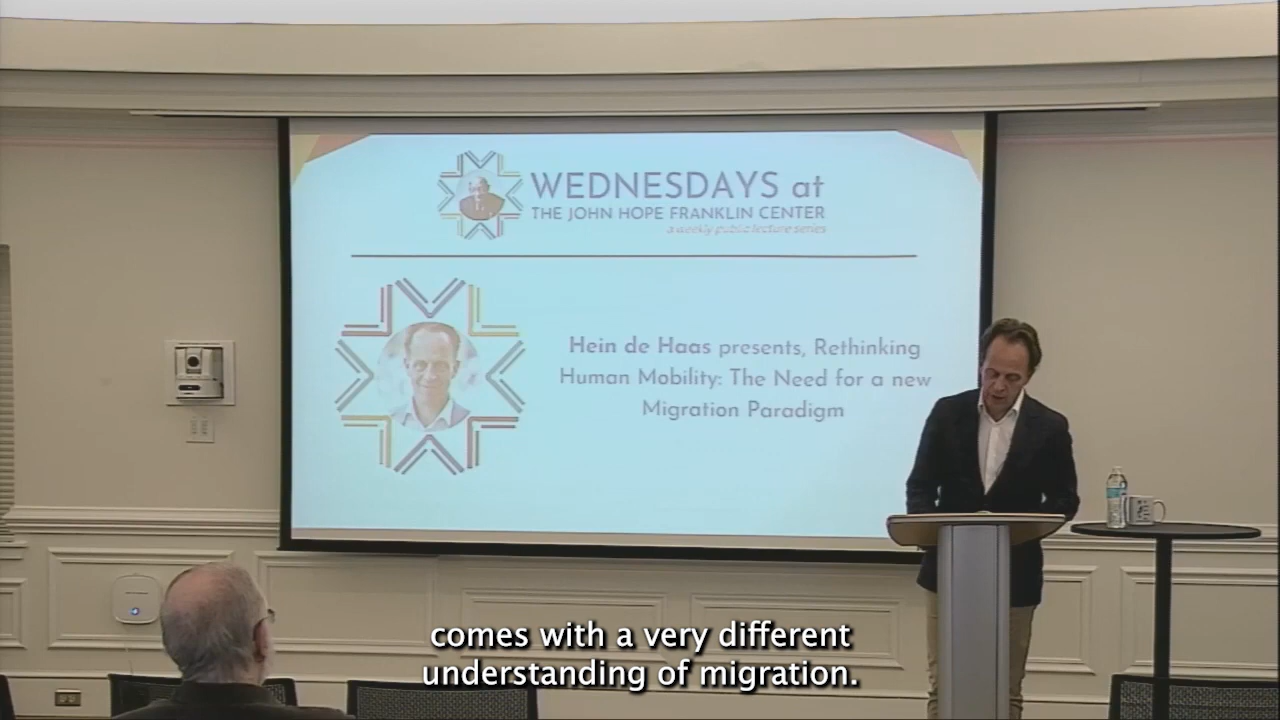 WEDNESDAYS at
THE JOHN HOPE FRANKLIN CENTER
a weekly public lecture series
Hein de Haas presents, Rethinking
Human Mobility: The Need for a new
Migration Paradigm
comes with a very different
understanding of migration.